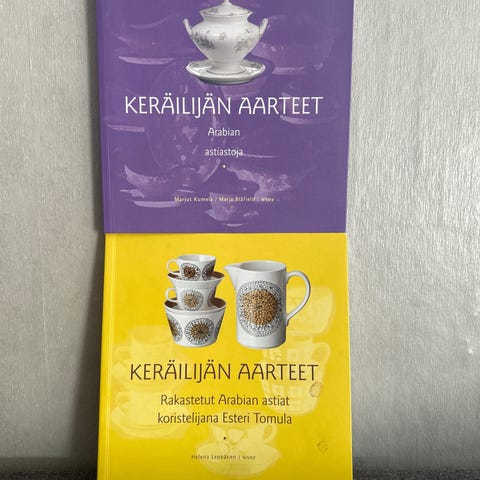 KERÄILIJÄN AARTEET
Arabian
astiastoja
Marjut Kumela / Marja Blåfield | wsoy
KERÄILIJÄN AARTEET
Rakastetut Arabian astiat
koristelijana Esteri Tomula
Helena Leppänen | wsoy